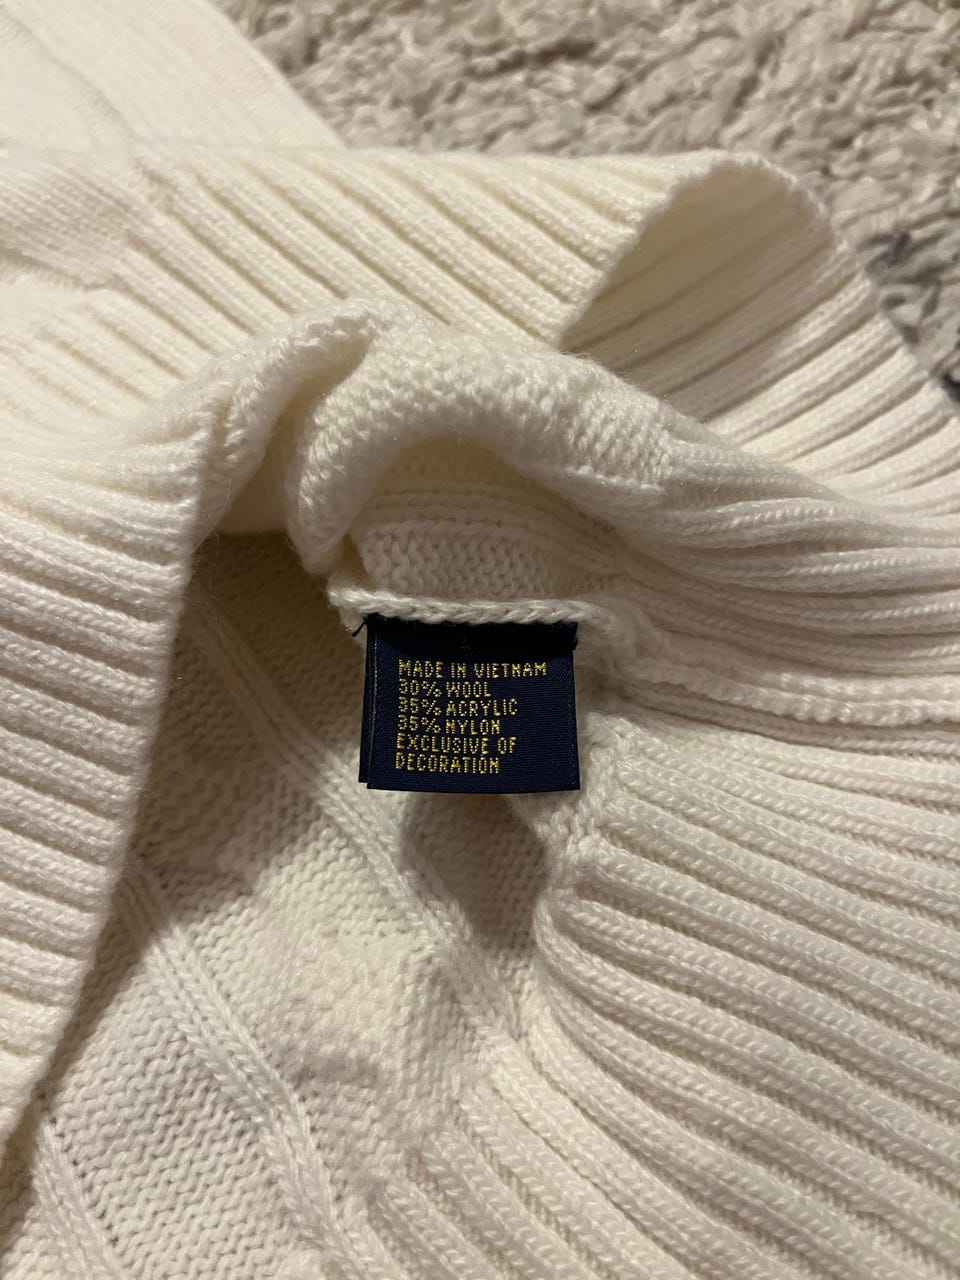 MADE IN VIETNAM
30% WOOL
35% ACRYLIC
35% NYLON
EXCLUSIVE OF
DECORATION